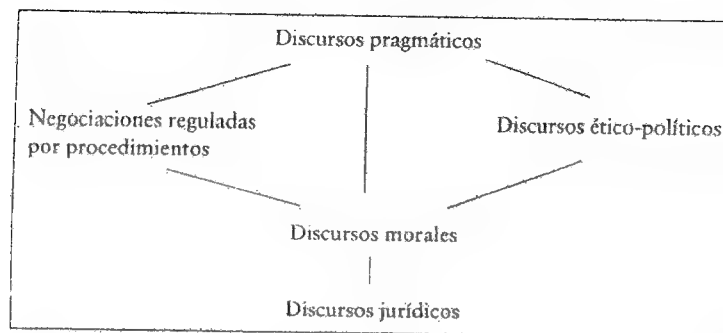 Discursos pragmáticos
Negociaciones reguladas
por procedimientos
Discursos ético-políticos
Discursos morales
Discursos jurídicos